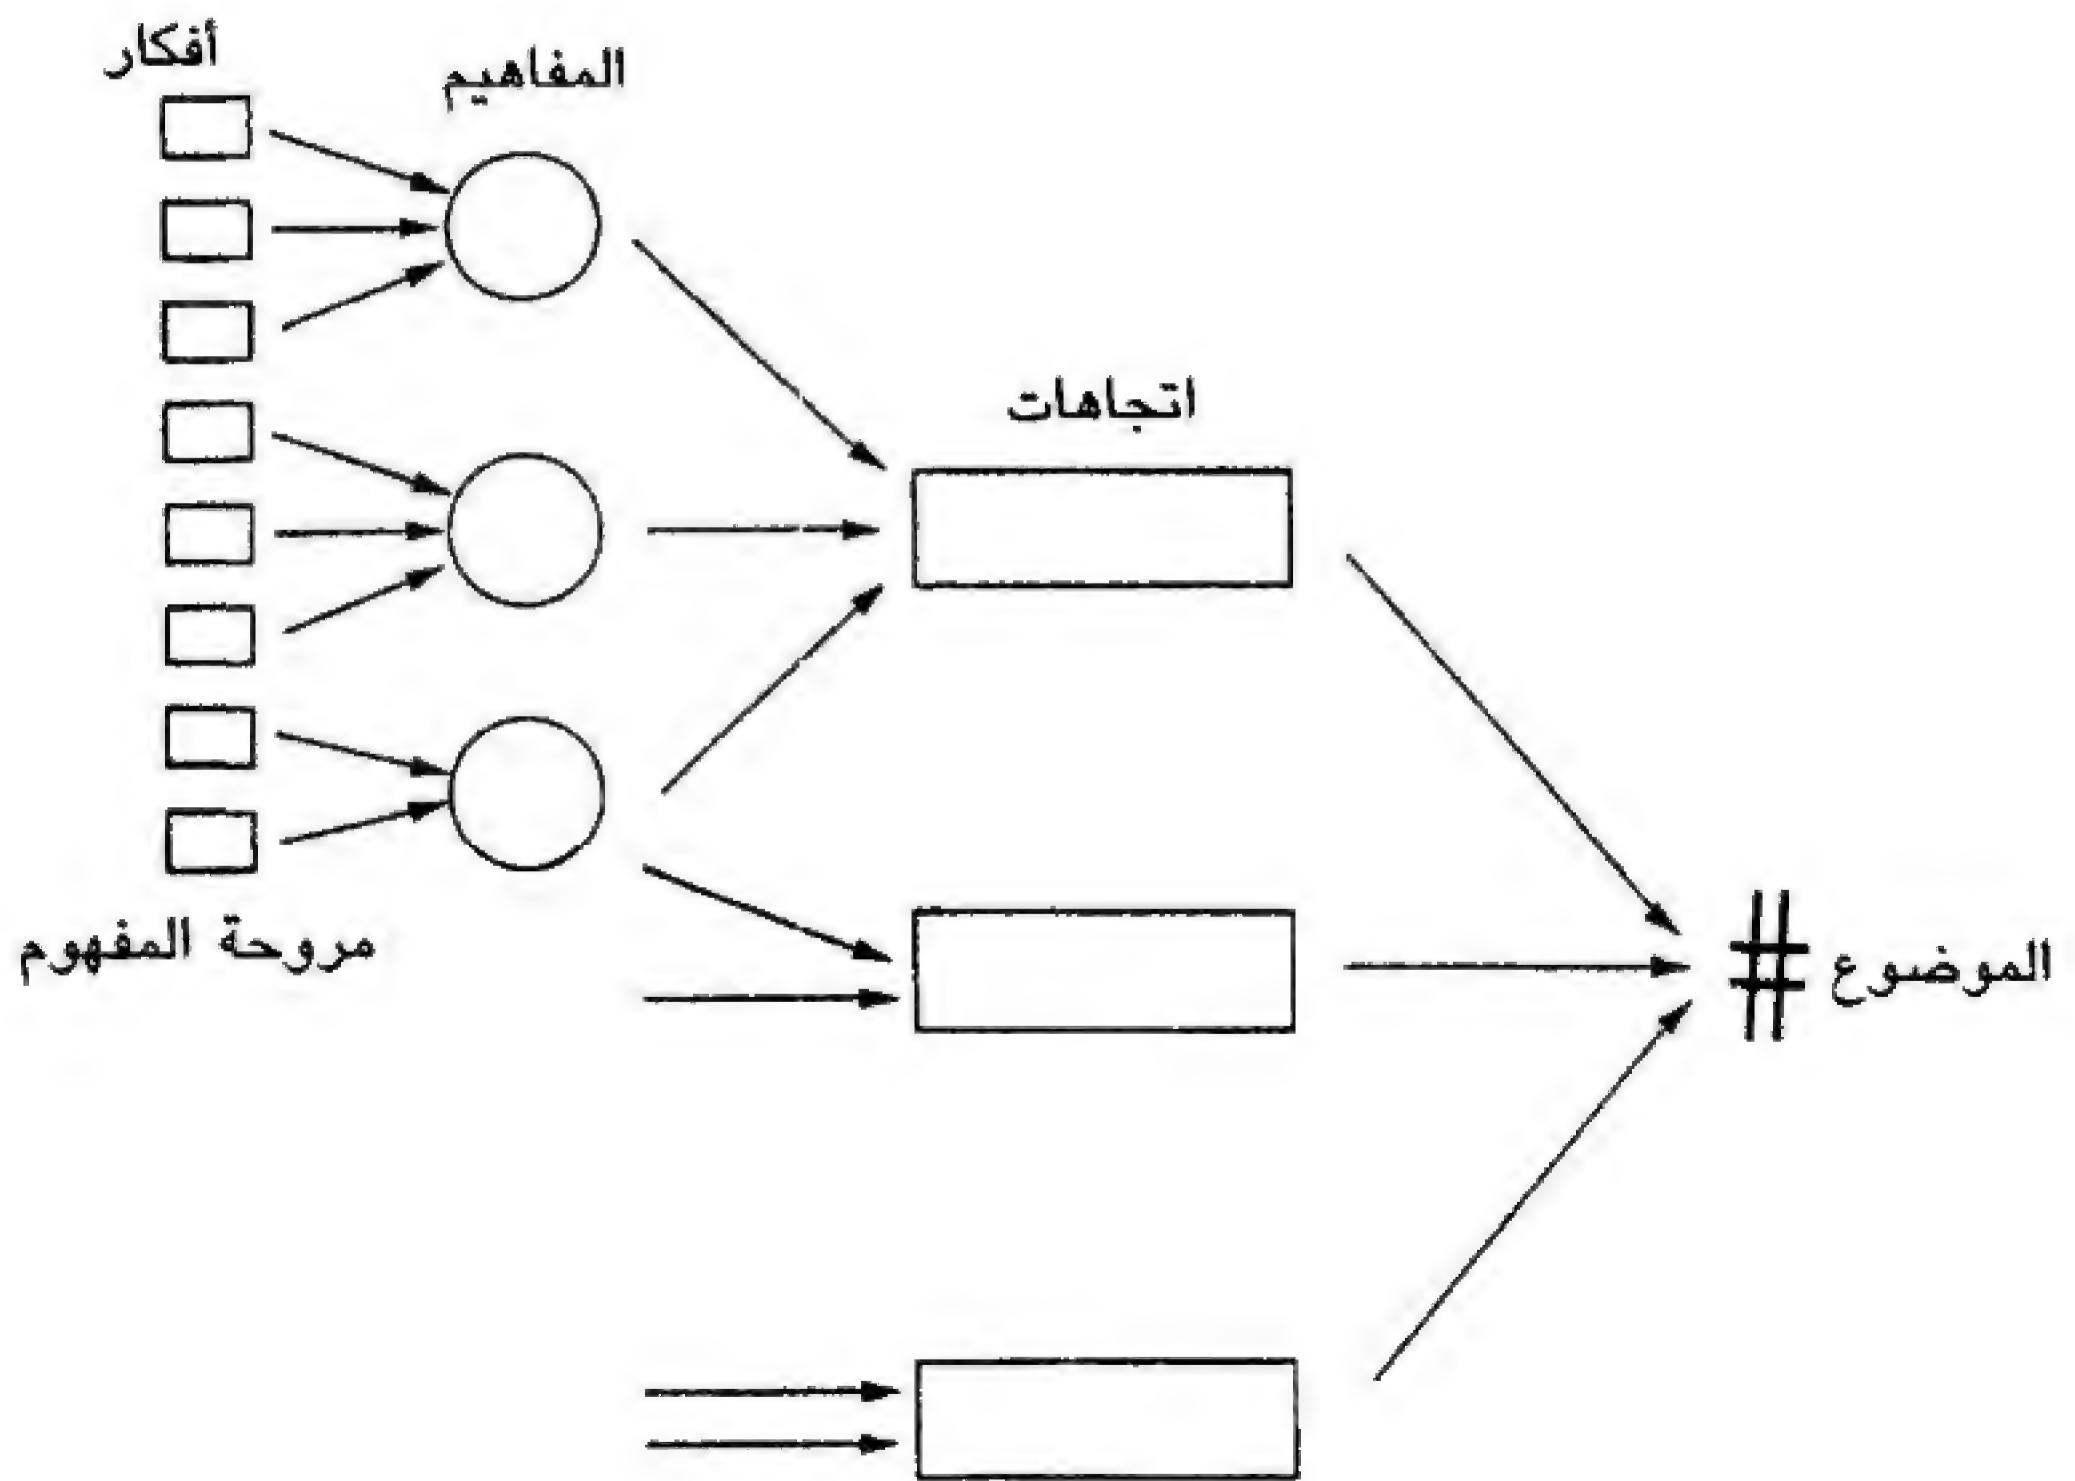 أفكار
المفاهيم
اتجاهات
مروحة المفهوم
# الموضوع